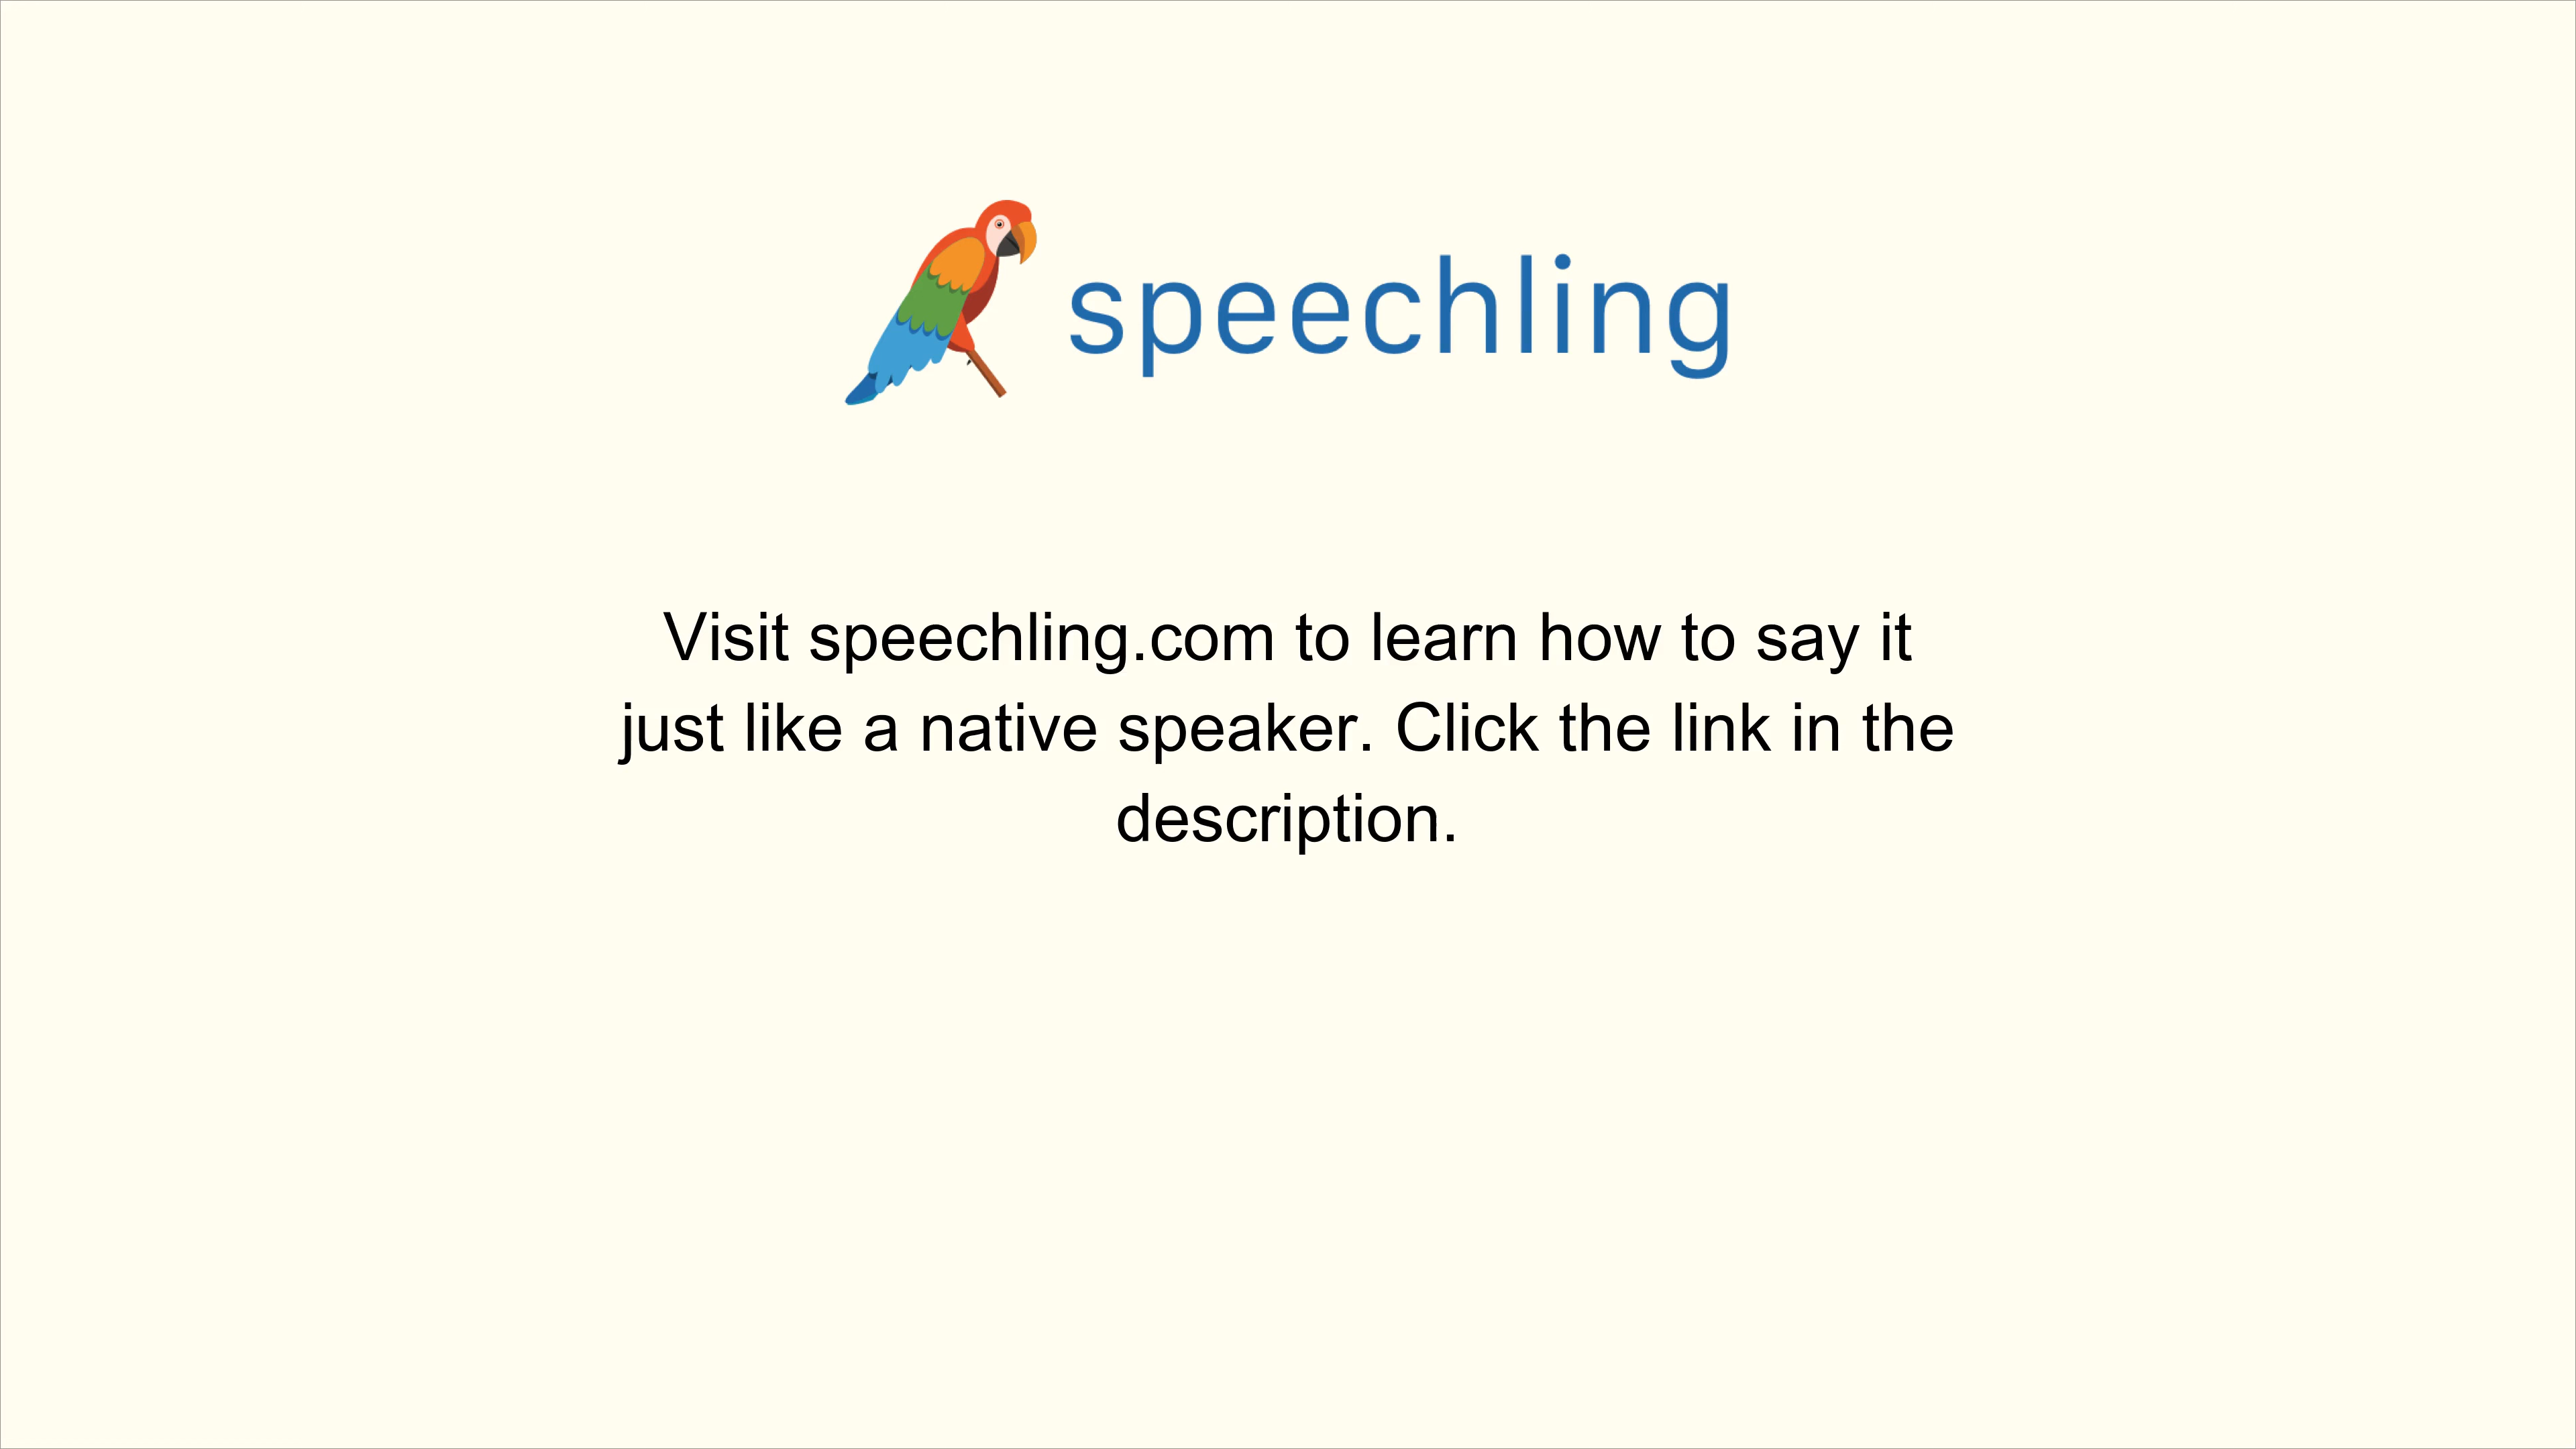 speechling
Visit speechling.com to learn how to say it
just like a native speaker. Click the link in the
description.